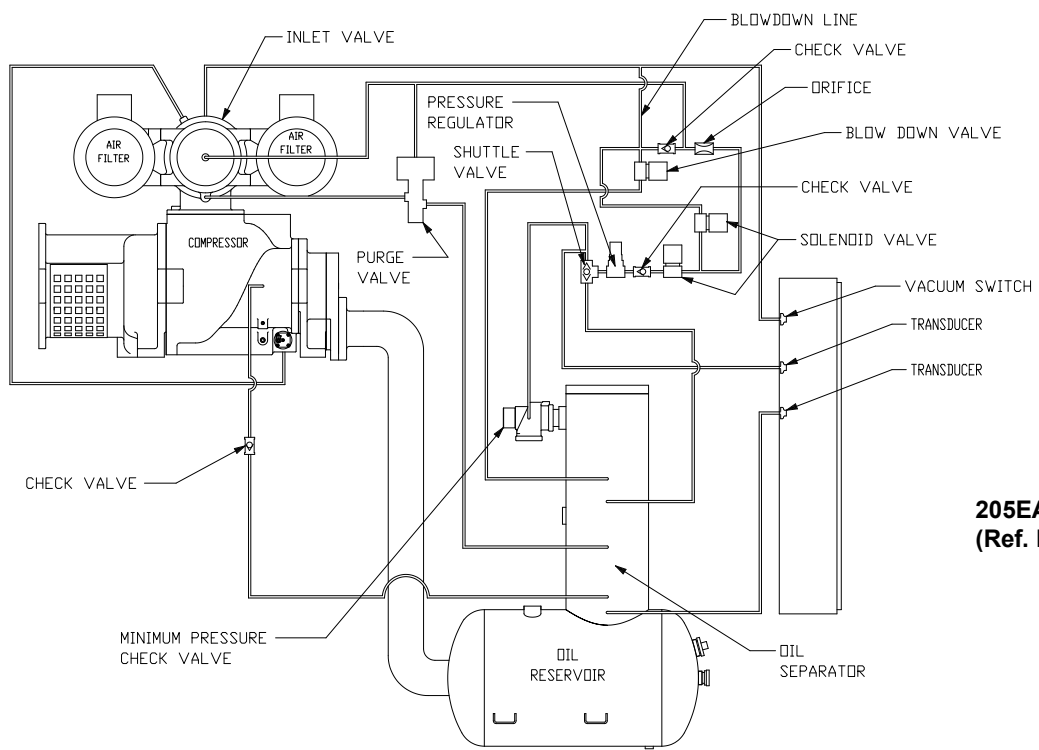 BLOWDOWN LINE
INLET VALVE
CHECK VALVE
ORIFICE
PRESSURE
REGULATOR
BLOW DOWN VALVE
SHUTTLE
VALVE
AIR
FILTER
AIR
FILTER
CHECK VALVE
COMPRESSOR
SOLENOID VALVE
PURGE
VALVE
VACUUM SWITCH
TRANSDUCER
TRANSDUCER
CHECK VALVE
205EA
(Ref.
MINIMUM PRESSURE
CHECK VALVE
OIL
RESERVOIR
OIL
SEPARATOR